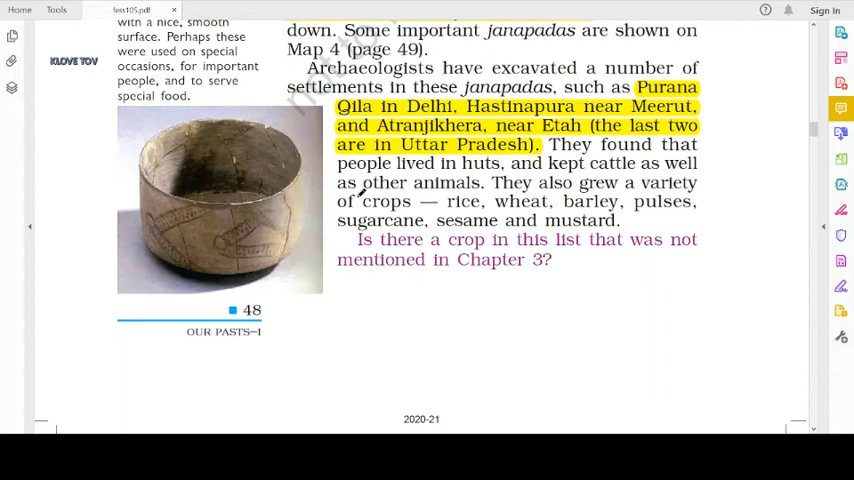 Home Tools less105.pdf × Sign In
KLOVE TOV
with a nice, smooth
surface. Perhaps these
were used on special
occasions, for important
people, and to serve
special food.
down. Some important janapadas are shown on
Map 4 (page 49).
Archaeologists have excavated a number of
settlements in these janapadas, such as Purana
Qila in Delhi, Hastinapura near Meerut,
and Atranjikhera, near Etah (the last two
are in Uttar Pradesh). They found that
people lived in huts, and kept cattle as well
as other animals. They also grew a variety
of crops — rice, wheat, barley, pulses,
sugarcane, sesame and mustard.
Is there a crop in this list that was not
mentioned in Chapter 3?
48
OUR PASTS–I
2020-21